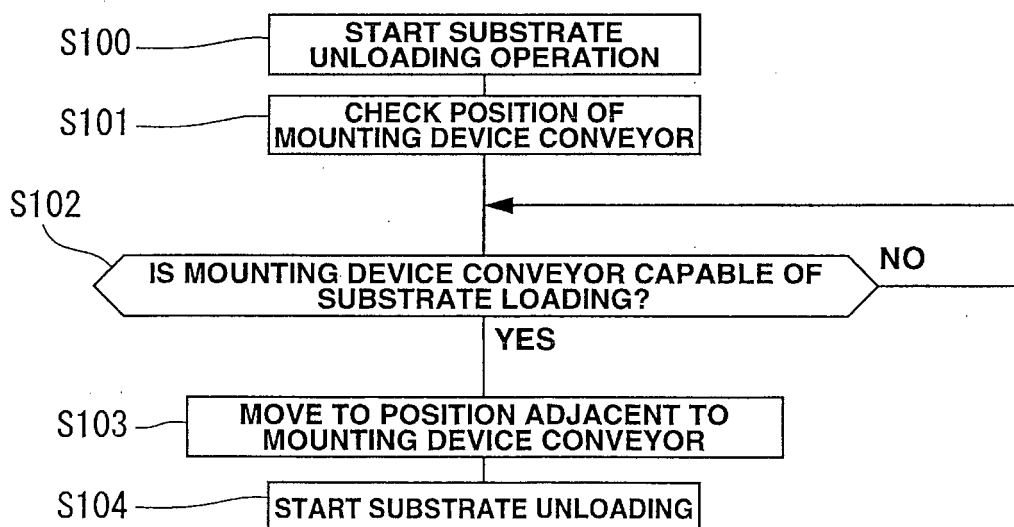 S100
START SUBSTRATE
UNLOADING OPERATION
S101
CHECK POSITION OF
MOUNTING DEVICE CONVEYOR
S102
IS MOUNTING DEVICE CONVEYOR CAPABLE OF
SUBSTRATE LOADING?
NO
YES
S103
MOVE TO POSITION ADJACENT TO
MOUNTING DEVICE CONVEYOR
S104
START SUBSTRATE UNLOADING